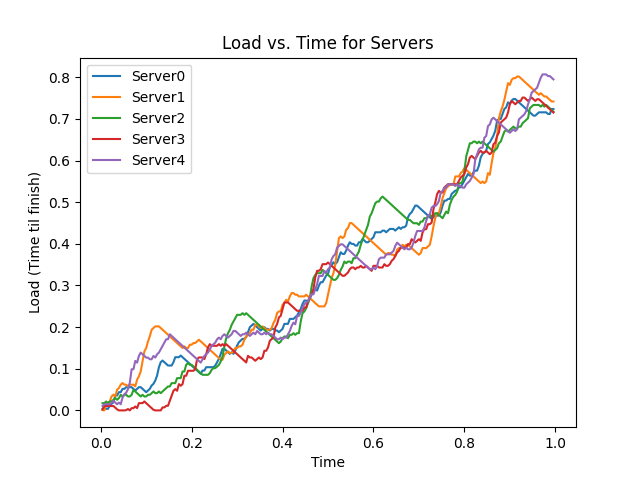 Load vs. Time for Servers
Server0
Server1
Server2
Server3
Server4
Load (Time til finish)
0.8
0.7
0.6
0.5
0.4
0.3
0.2
0.1
0.0
0.0 0.2 0.4 0.6 0.8 1.0
Time